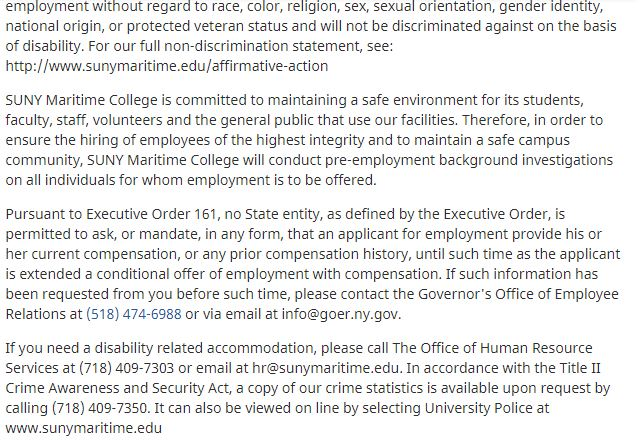 employment without regard to race, color, religion, sex, sexual orientation, gender identity,
national origin, or protected veteran status and will not be discriminated against on the basis
of disability. For our full non-discrimination statement, see:
http://www.sunymaritime.edu/affirmative-action
SUNY Maritime College is committed to maintaining a safe environment for its students,
faculty, staff, volunteers and the general public that use our facilities. Therefore, in order to
ensure the hiring of employees of the highest integrity and to maintain a safe campus
community, SUNY Maritime College will conduct pre-employment background investigations
on all individuals for whom employment is to be offered.
Pursuant to Executive Order 161, no State entity, as defined by the Executive Order, is
permitted to ask, or mandate, in any form, that an applicant for employment provide his or
her current compensation, or any prior compensation history, until such time as the applicant
is extended a conditional offer of employment with compensation. If such information has
been requested from you before such time, please contact the Governor's Office of Employee
Relations at (518) 474-6988 or via email at info@goer.ny.gov.
If you need a disability related accommodation, please call The Office of Human Resource
Services at (718) 409-7303 or email at hr@sunymaritime.edu. In accordance with the Title II
Crime Awareness and Security Act, a copy of our crime statistics is available upon request by
calling (718) 409-7350. It can also be viewed on line by selecting University Police at
www.sunymaritime.edu